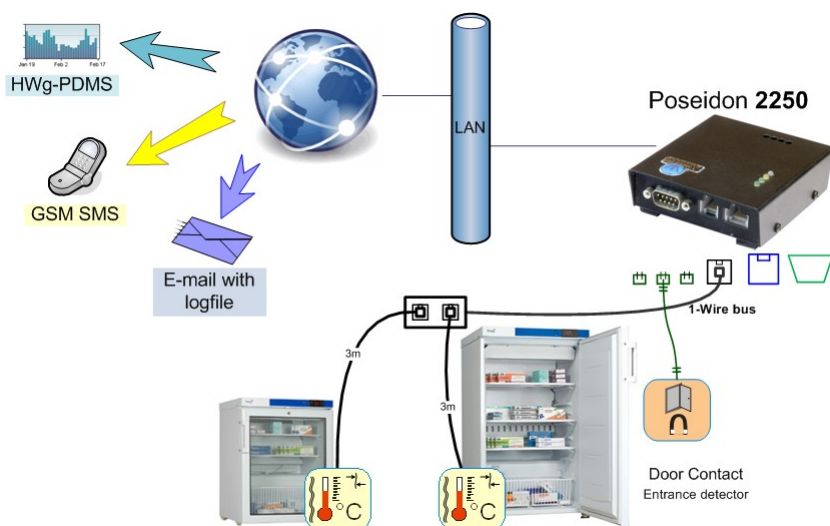 Jan 19
Feb 2
Feb 17
HWg-PDMS
GSM SMS
E-mail with
logfile
LAN
Poseidon 2250
1-Wire bus
3m
3m
°C
°C
Door Contact
Entrance detector